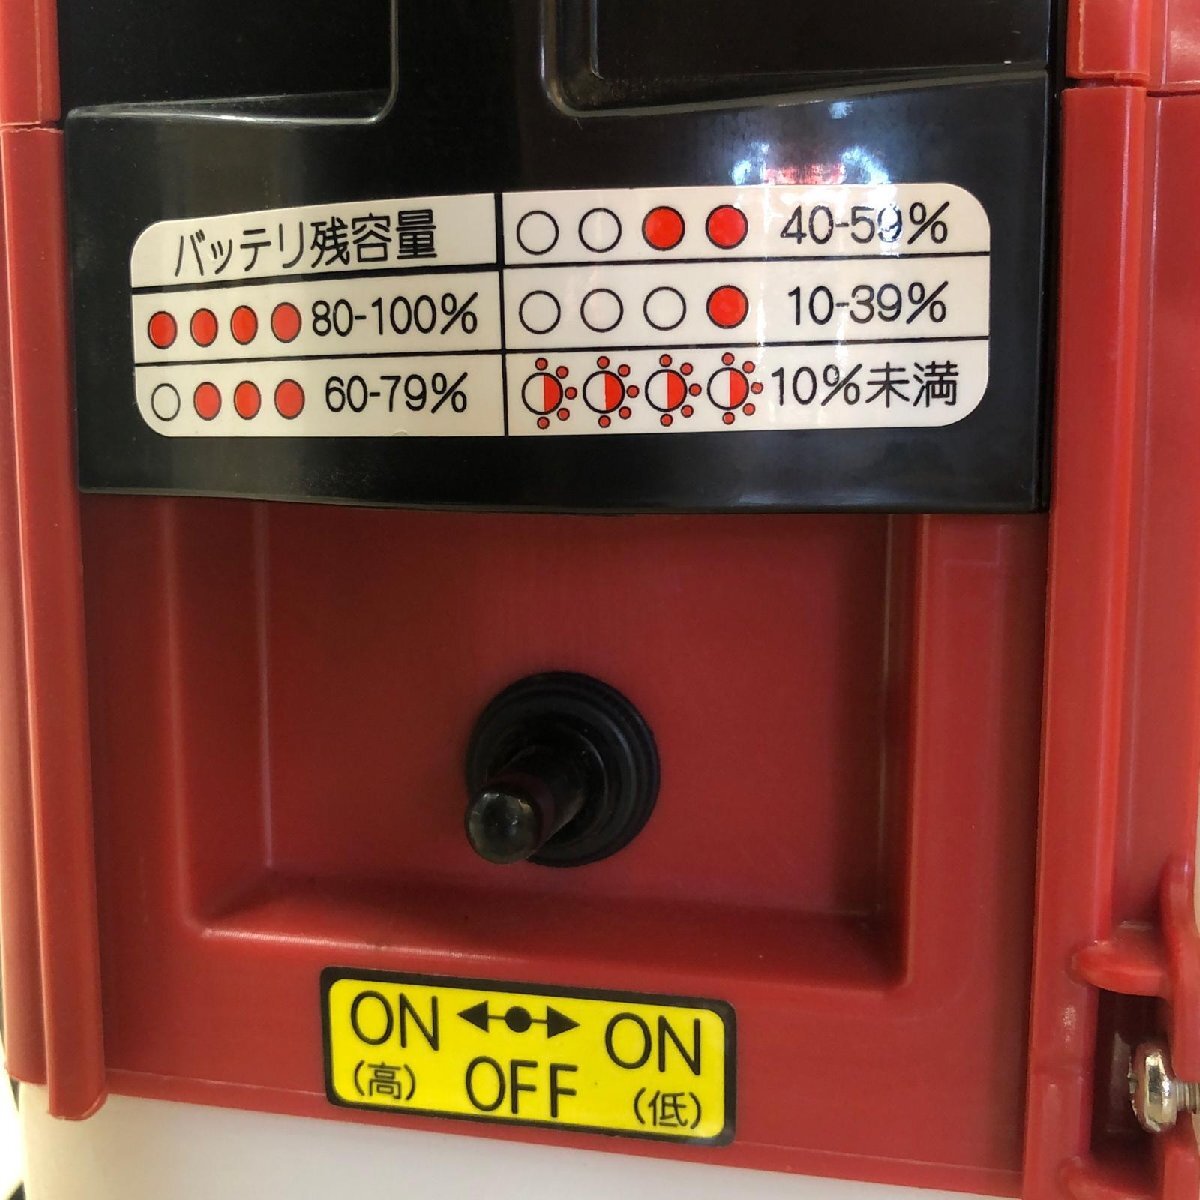 バッテリ残容量
80-100%
60-79%
40-59%
10-39%
10%未満
ON ON
OFF
(高) (低)